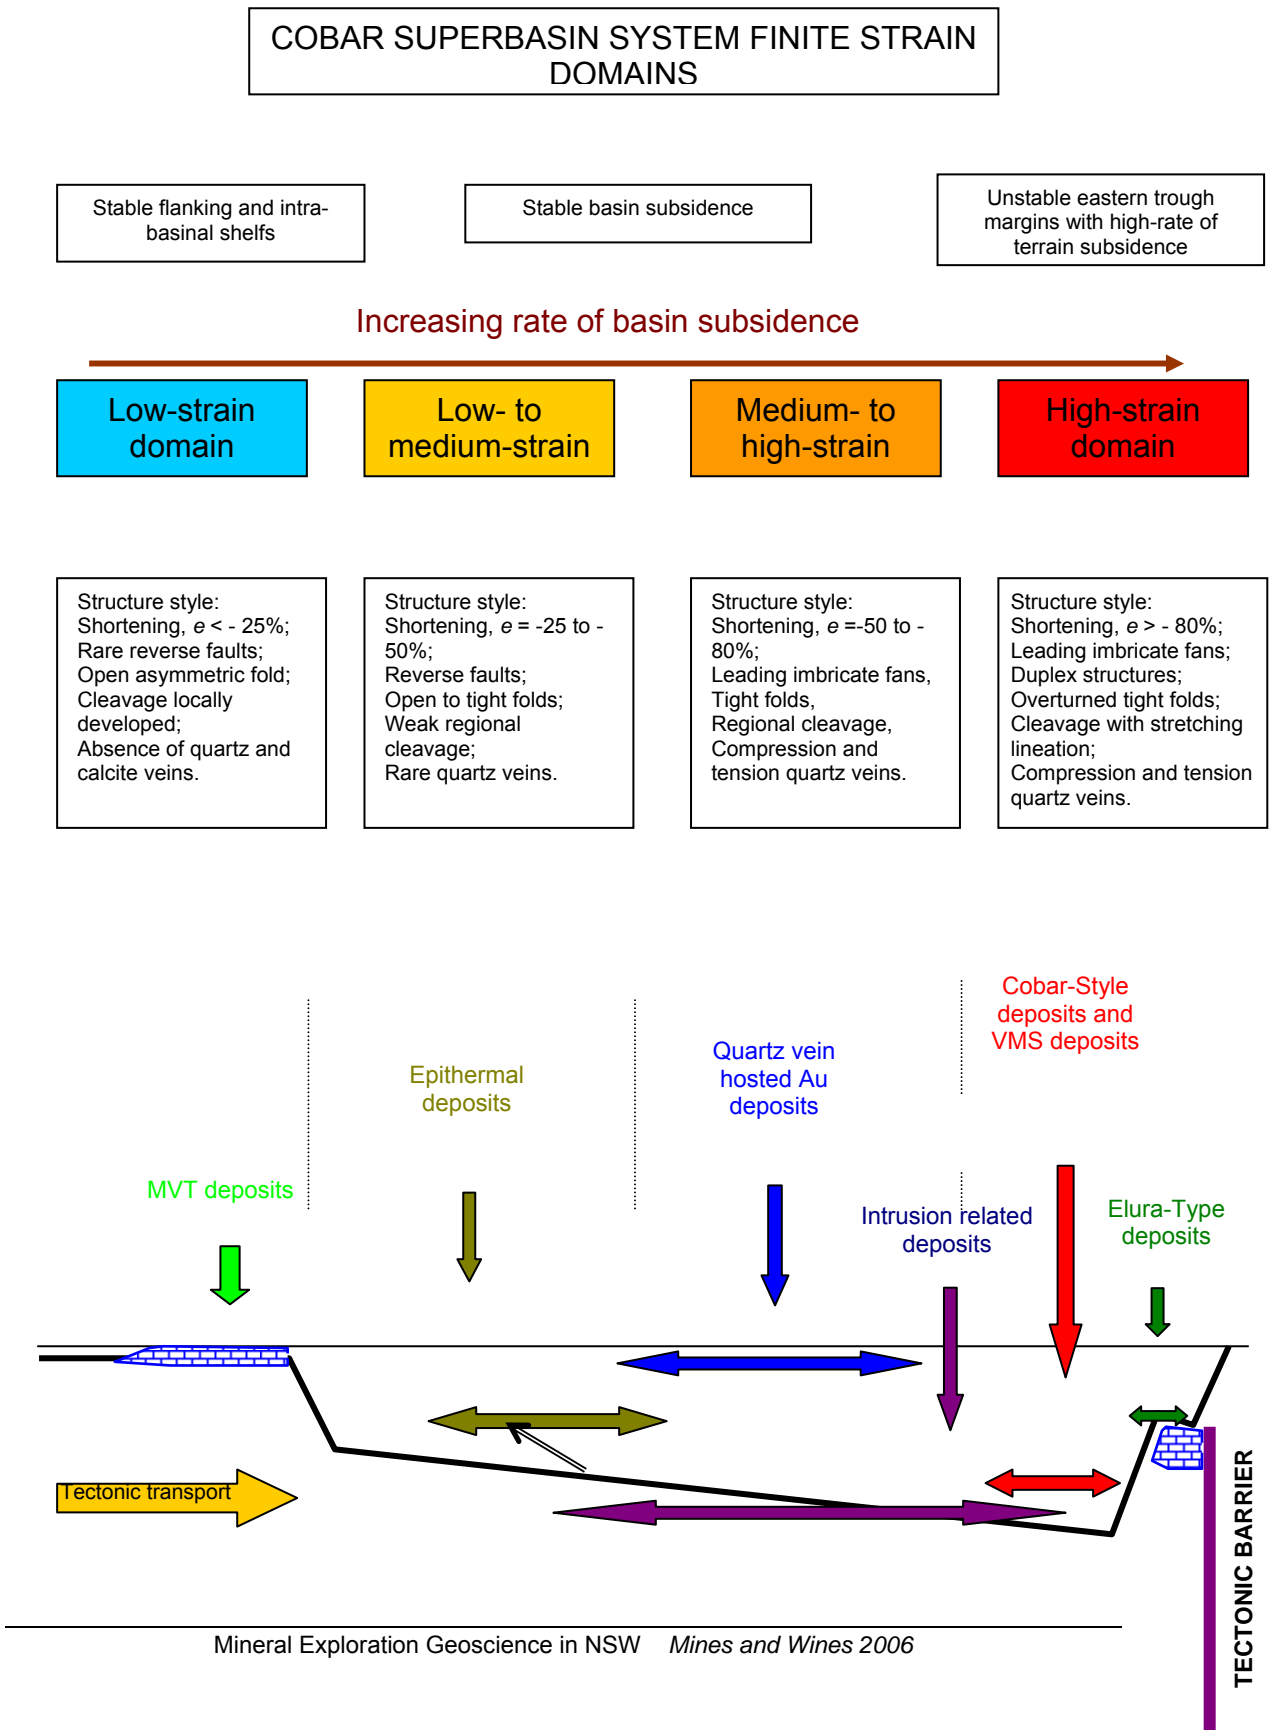 COBAR SUPERBASIN SYSTEM FINITE STRAIN
DOMAINS
Stable flanking and intra-
basinal shelfs
Stable basin subsidence
Unstable eastern trough
margins with high-rate of
terrain subsidence
Increasing rate of basin subsidence
Low-strain
domain
Low- to
medium-strain
Medium- to
high-strain
High-strain
domain
Structure style:
Shortening, e < - 25%;
Rare reverse faults;
Open asymmetric fold;
Cleavage locally
developed;
Absence of quartz and
calcite veins.
Structure style:
Shortening, e = -25 to -
50%;
Reverse faults;
Open to tight folds;
Weak regional
cleavage;
Rare quartz veins.
Structure style:
Shortening, e =-50 to -
80%;
Leading imbricate fans,
Tight folds,
Regional cleavage,
Compression and
tension quartz veins.
Structure style:
Shortening, e > - 80%;
Leading imbricate fans;
Duplex structures;
Overturned tight folds;
Cleavage with stretching
lineation;
Compression and tension
quartz veins.
MVT deposits
Epithermal
deposits
Quartz vein
hosted Au
deposits
Intrusion related
deposits
Cobar-Style
deposits and
VMS deposits
Elura-Type
deposits
Tectonic transport
TECTONIC BARRIER
Mineral Exploration Geoscience in NSW Mines and Wines 2006